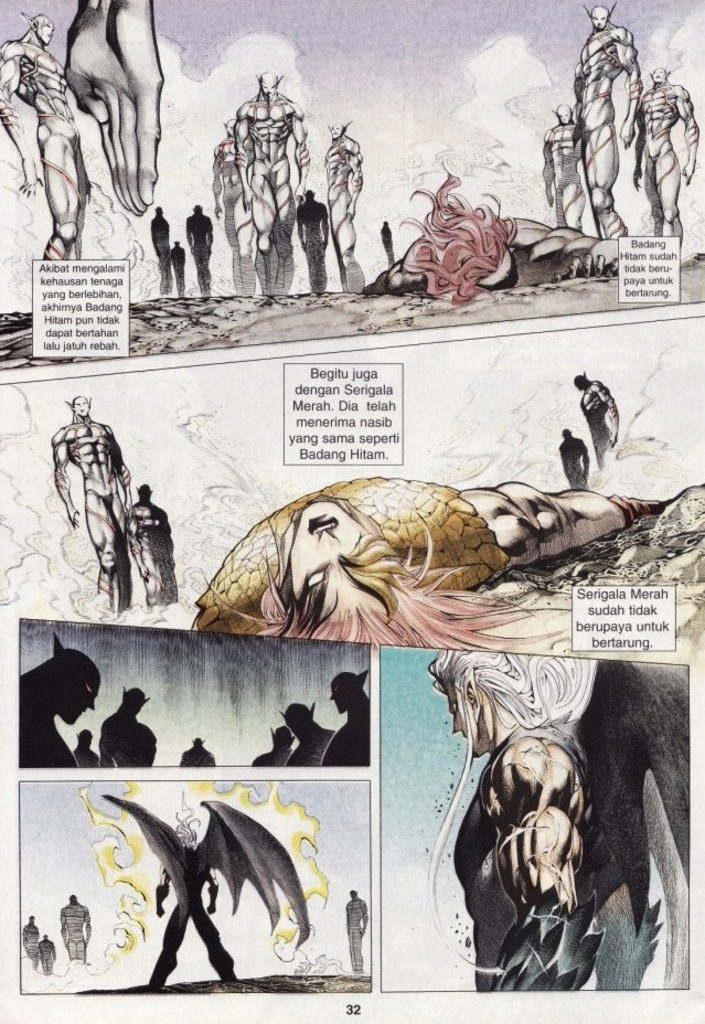 Akibat mengalami
kehausan tenaga
yang berlebihan,
akhirnya Badang
Hitam pun tidak
dapat bertahan
lalu jatuh rebah.
Badang
Hitam sudah
tidak beru-
paya untuk
bertarung.
Begitu juga
dengan Serigala
Merah. Dia telah
menerima nasib
yang sama seperti
Badang Hitam.
Serigala Merah
sudah tidak
berupaya untuk
bertarung.
32